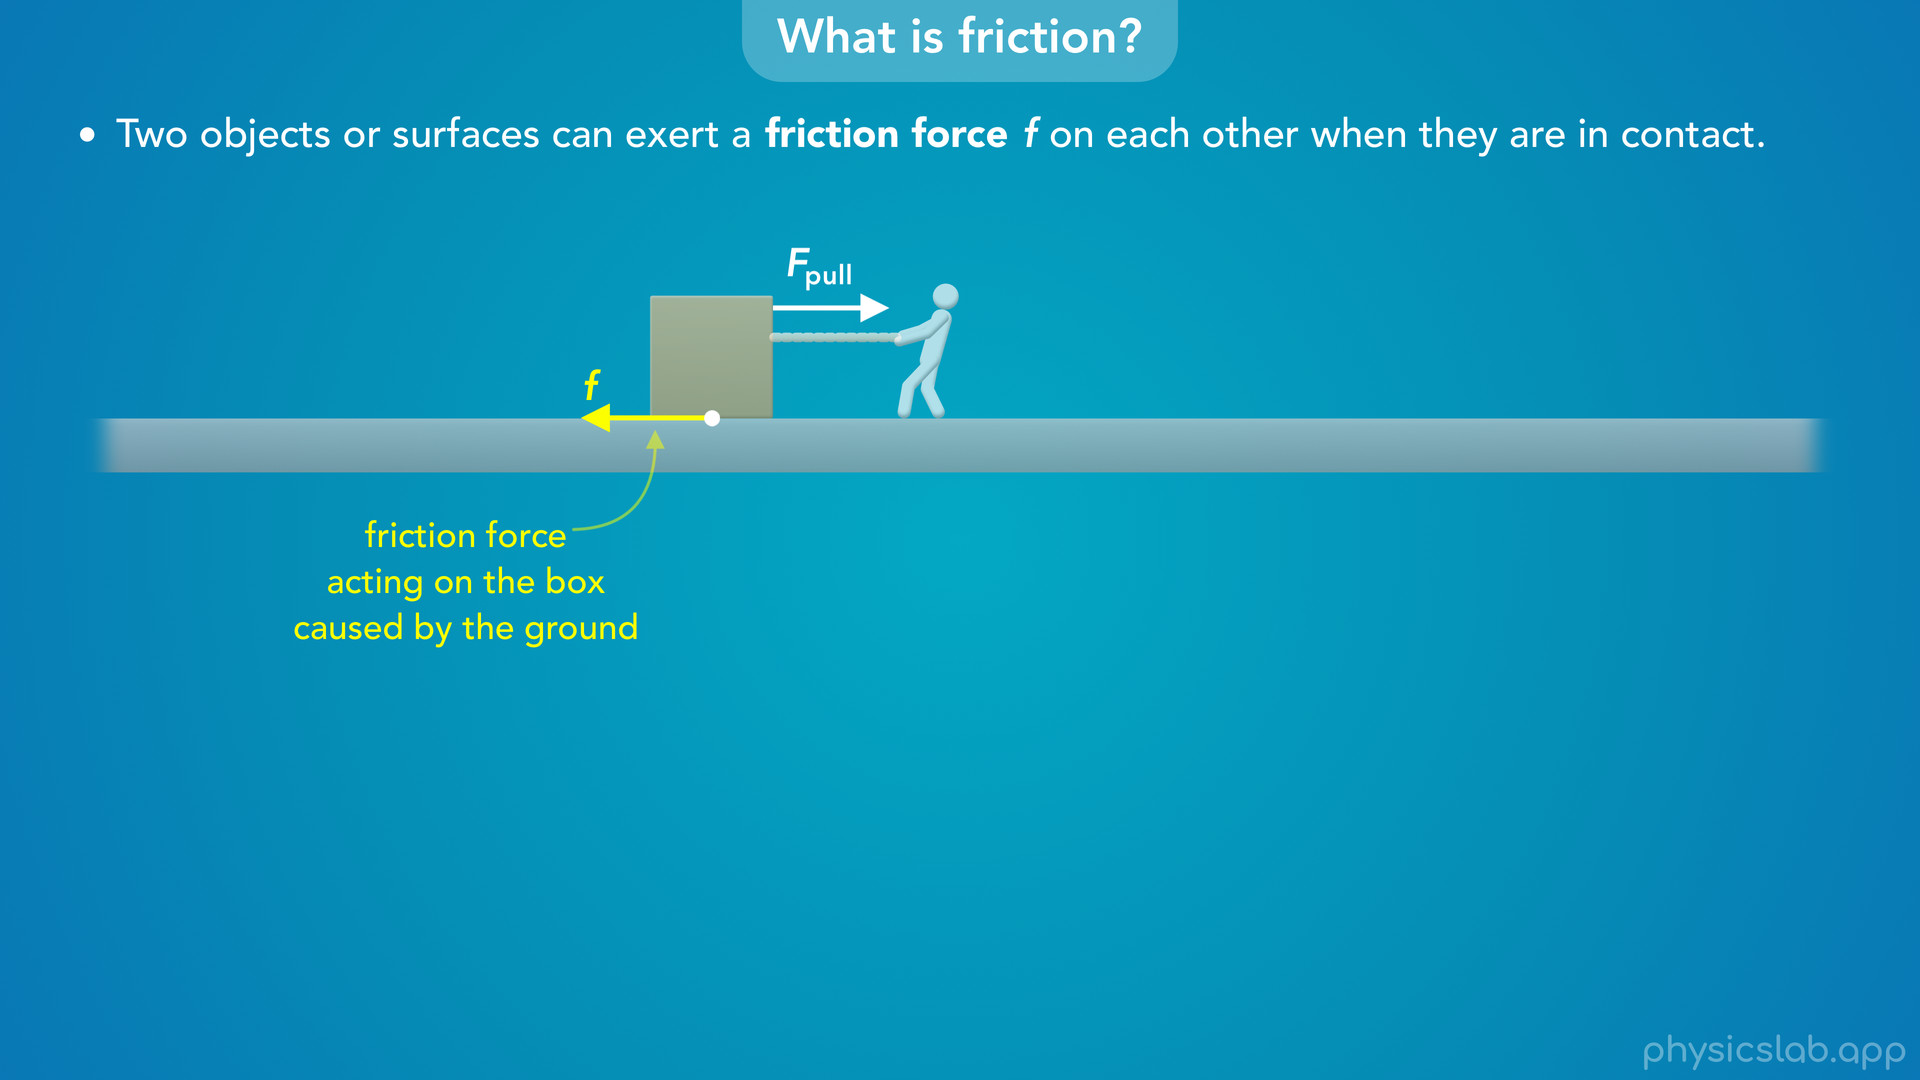 What is friction?
• Two objects or surfaces can exert a friction force f on each other when they are in contact.
Fpull
f
friction force
acting on the box
caused by the ground
physicslab.app